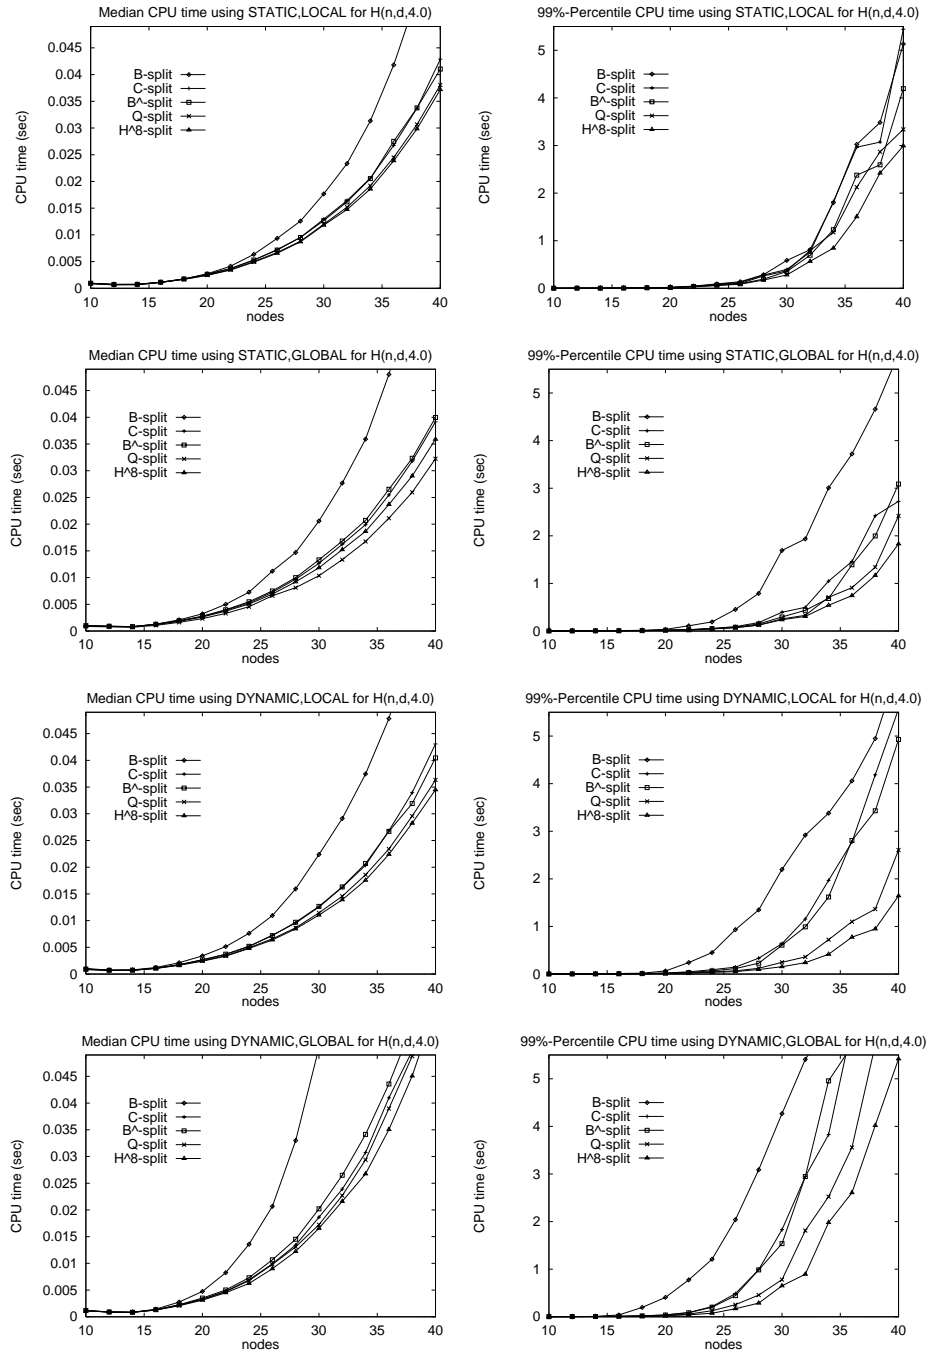 Median CPU time using STATIC,LOCAL for H(n,d,4.0)
CPU time (sec)
0.045
0.04
0.035
0.03
0.025
0.02
0.015
0.01
0.005
0
B-split
C-split
B^-split
Q-split
H^8-split
10 15 20 25 30 35 40
nodes
99%-Percentile CPU time using STATIC,LOCAL for H(n,d,4.0)
CPU time (sec)
5
4
3
2
1
0
B-split
C-split
B^-split
Q-split
H^8-split
10 15 20 25 30 35 40
nodes
Median CPU time using STATIC,GLOBAL for H(n,d,4.0)
CPU time (sec)
0.045
0.04
0.035
0.03
0.025
0.02
0.015
0.01
0.005
0
B-split
C-split
B^-split
Q-split
H^8-split
10 15 20 25 30 35 40
nodes
99%-Percentile CPU time using STATIC,GLOBAL for H(n,d,4.0)
CPU time (sec)
5
4
3
2
1
0
B-split
C-split
B^-split
Q-split
H^8-split
10 15 20 25 30 35 40
nodes
Median CPU time using DYNAMIC,LOCAL for H(n,d,4.0)
CPU time (sec)
0.045
0.04
0.035
0.03
0.025
0.02
0.015
0.01
0.005
0
B-split
C-split
B^-split
Q-split
H^8-split
10 15 20 25 30 35 40
nodes
99%-Percentile CPU time using DYNAMIC,LOCAL for H(n,d,4.0)
CPU time (sec)
5
4
3
2
1
0
B-split
C-split
B^-split
Q-split
H^8-split
10 15 20 25 30 35 40
nodes
Median CPU time using DYNAMIC,GLOBAL for H(n,d,4.0)
CPU time (sec)
0.045
0.04
0.035
0.03
0.025
0.02
0.015
0.01
0.005
0
B-split
C-split
B^-split
Q-split
H^8-split
10 15 20 25 30 35 40
nodes
99%-Percentile CPU time using DYNAMIC,GLOBAL for H(n,d,4.0)
CPU time (sec)
5
4
3
2
1
0
B-split
C-split
B^-split
Q-split
H^8-split
10 15 20 25 30 35 40
nodes